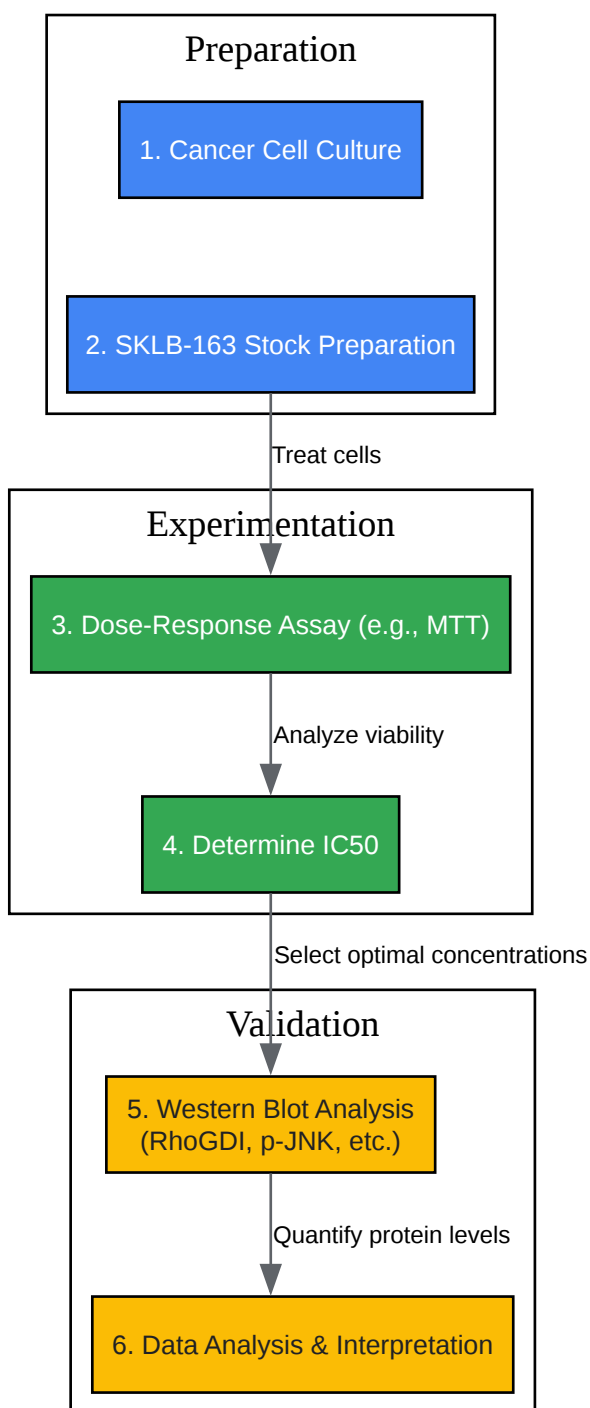 Preparation
1. Cancer Cell Culture
2. SKLB-163 Stock Preparation
Treat cells
Experimentation
3. Dose-Response Assay (e.g., MTT)
Analyze viability
4. Determine IC50
Select optimal concentrations
Validation
5. Western Blot Analysis
(RhoGDI, p-JNK, etc.)
Quantify protein levels
6. Data Analysis & Interpretation